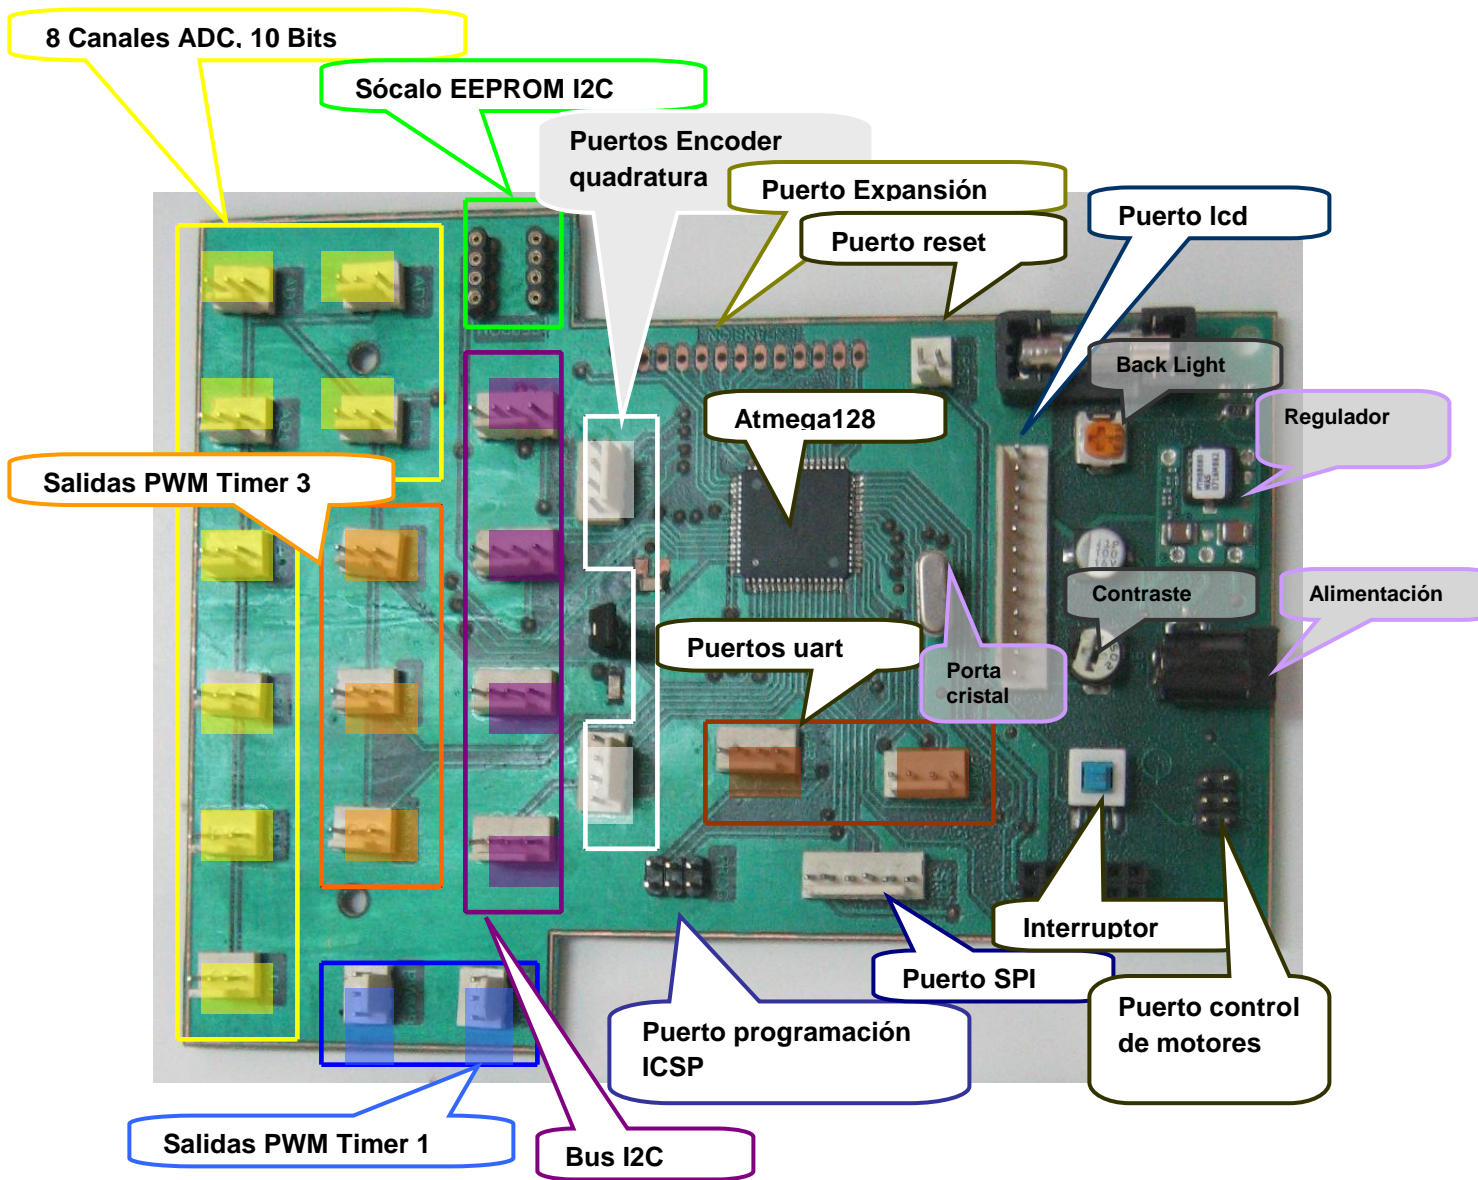 8 Canales ADC, 10 Bits
Sócalo EEPROM I2C
Puertos Encoder
quadratura
Puerto Expansión
Puerto reset
Puerto lcd
Back Light
Regulador
Atmega128
Salidas PWM Timer 3
Contraste
Alimentación
Puertos uart
Porta
cristal
Interruptor
Puerto SPI
Puerto control
de motores
Puerto programación
ICSP
Salidas PWM Timer 1
Bus I2C